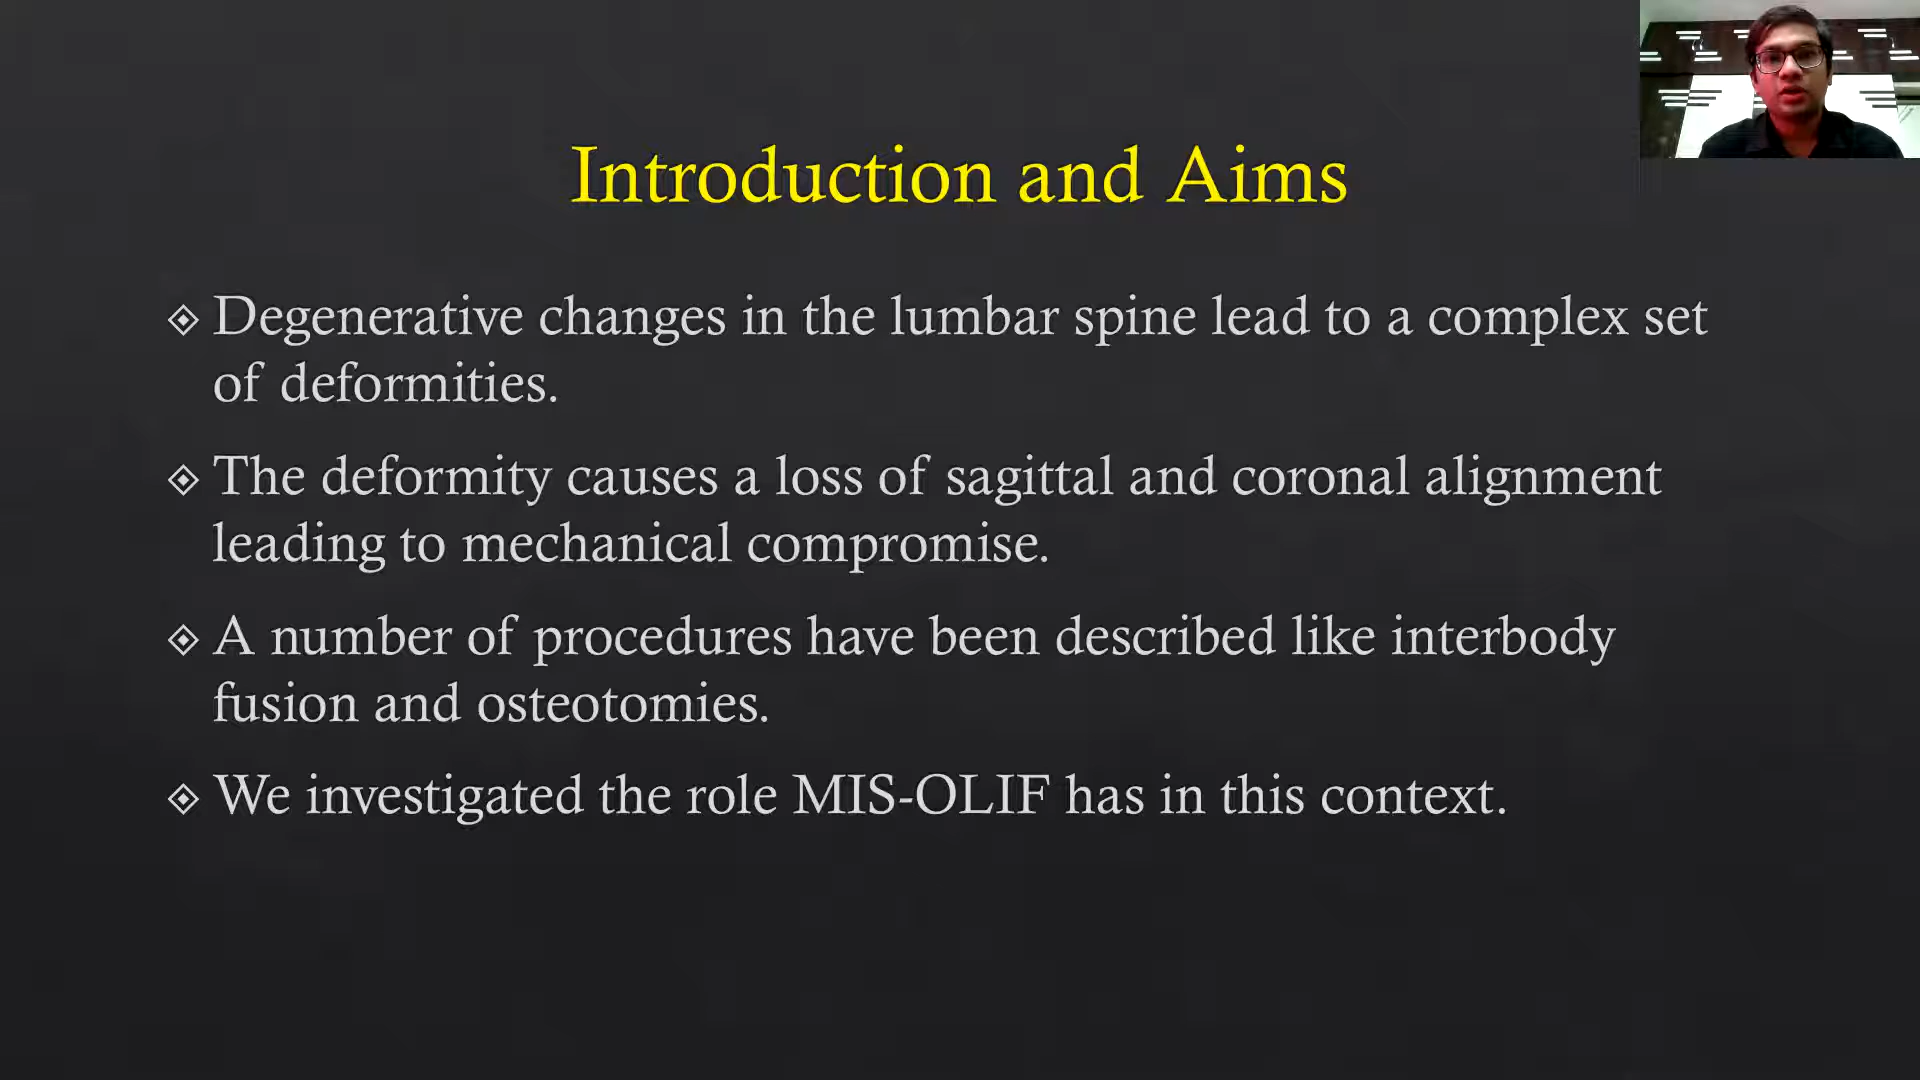 Introduction and Aims
Degenerative changes in the lumbar spine lead to a complex set
of deformities.
The deformity causes a loss of sagittal and coronal alignment
leading to mechanical compromise.
A number of procedures have been described like interbody
fusion and osteotomies.
We investigated the role MIS-OLIF has in this context.